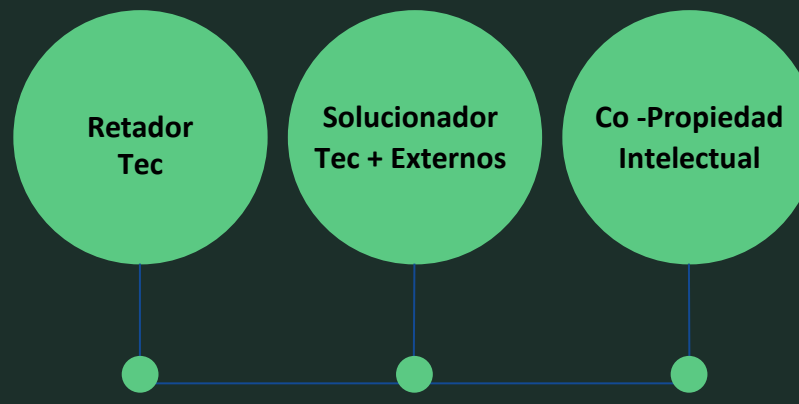 Retador
Tec
Solucionador
Tec + Externos
Co -Propiedad
Intelectual